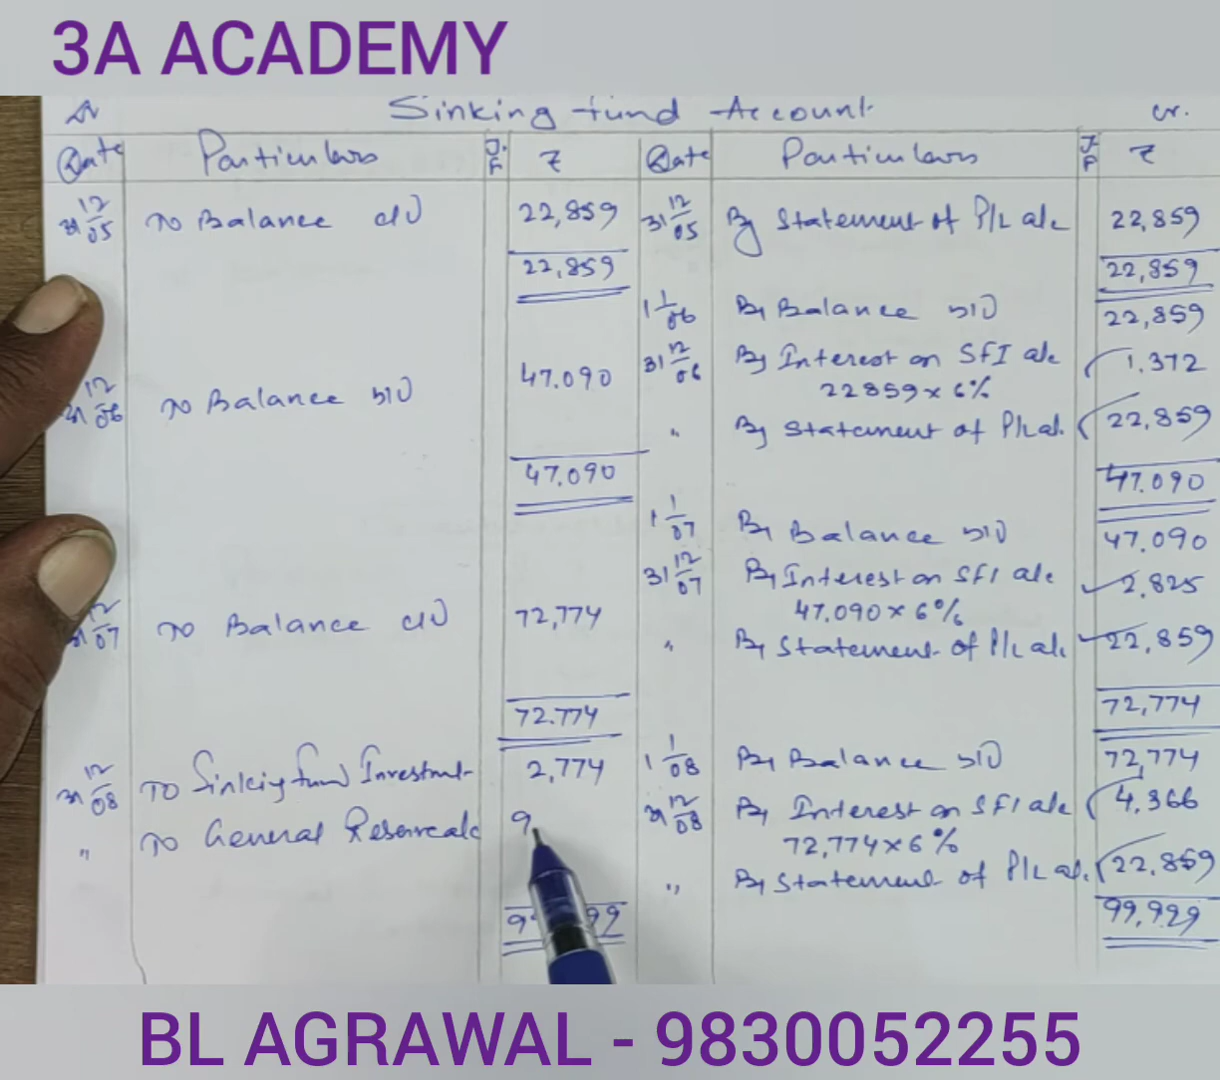 3A ACADEMY
Dr Sinking fund Account cr.
Date Particulars J.F ₹ Date Particulars J.F ₹
31 12/05 To Balance c/D 22,859 31 12/05 By Statement of P/L a/c 22,859
22,859 22,859
1 1/06 By Balance b/D 22,859
31 12/06 To Balance b/D 47.090 31 12/06 By Interest on SFI a/c 1.372
22859 x 6%
" By Statement of P/L a/c. 22,859
47.090 47.090
1 1/07 By Balance b/D 47.090
31 12/07 By Interest on SFI a/c 2,825
47.090 x 6%
12/07 To Balance c/D 72,774 " By Statement of P/L a/c 22,859
72.774 72,774
31 12/08 To Sinking fund Investment 2,774 1 1/08 By Balance b/D 72,774
" To General Reserve a/c 9 31 12/08 By Interest on SFI a/c 4,366
72,774 x 6%
" By Statement of P/L a/c. 22,859
99,999
BL AGRAWAL - 9830052255